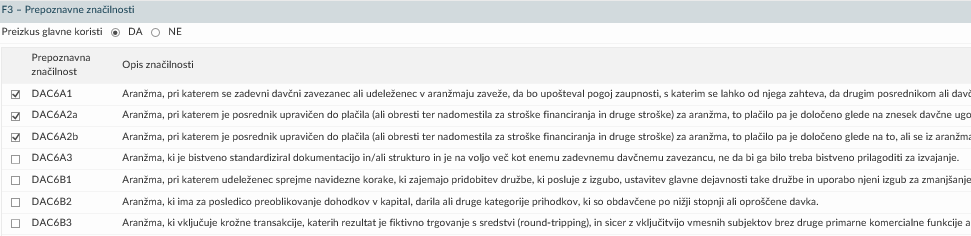 F3 – Prepoznavne značilnosti
Preizkus glavne koristi DA NE
Prepoznavna
značilnost
Opis značilnosti
DAC6A1 Aranžma, pri katerem se zadevni davčni zavezanec ali udeleženec v aranžmaju zaveže, da bo upošteval pogoj zaupnosti, s katerim se lahko od njega zahteva, da drugim posrednikom ali
DAC6A2a Aranžma, pri katerem je posrednik upravičen do plačila (ali obresti ter nadomestila za stroške financiranja in druge stroške) za aranžma, to plačilo pa je določeno glede na znesek davčne
DAC6A2b Aranžma, pri katerem je posrednik upravičen do plačila (ali obresti ter nadomestila za stroške financiranja in druge stroške) za aranžma, to plačilo pa je določeno glede na to, ali se iz
DAC6A3 Aranžma, ki je bistveno standardiziral dokumentacijo in/ali strukturo in je na voljo več kot enemu zadevnemu davčnemu zavezancu, ne da bi ga bilo treba bistveno prilagoditi za izvajanje.
DAC6B1 Aranžma, pri katerem udeleženec sprejme navidezne korake, ki zajemajo pridobitev družbe, ki posluje z izgubo, ustavitev glavne dejavnosti take družbe in uporabo njeni izgub za zmanjšanje
DAC6B2 Aranžma, ki ima za posledico preoblikovanje dohodkov v kapital, darila ali druge kategorije prihodkov, ki so obdavčene po nižji stopnji ali oproščene davka.
DAC6B3 Aranžma, ki vključuje krožne transakcije, katerih rezultat je fiktivno trgovanje s sredstvi (round-tripping), in sicer z vključitvijo vmesnih subjektov brez druge primarne komercialne funkcije a